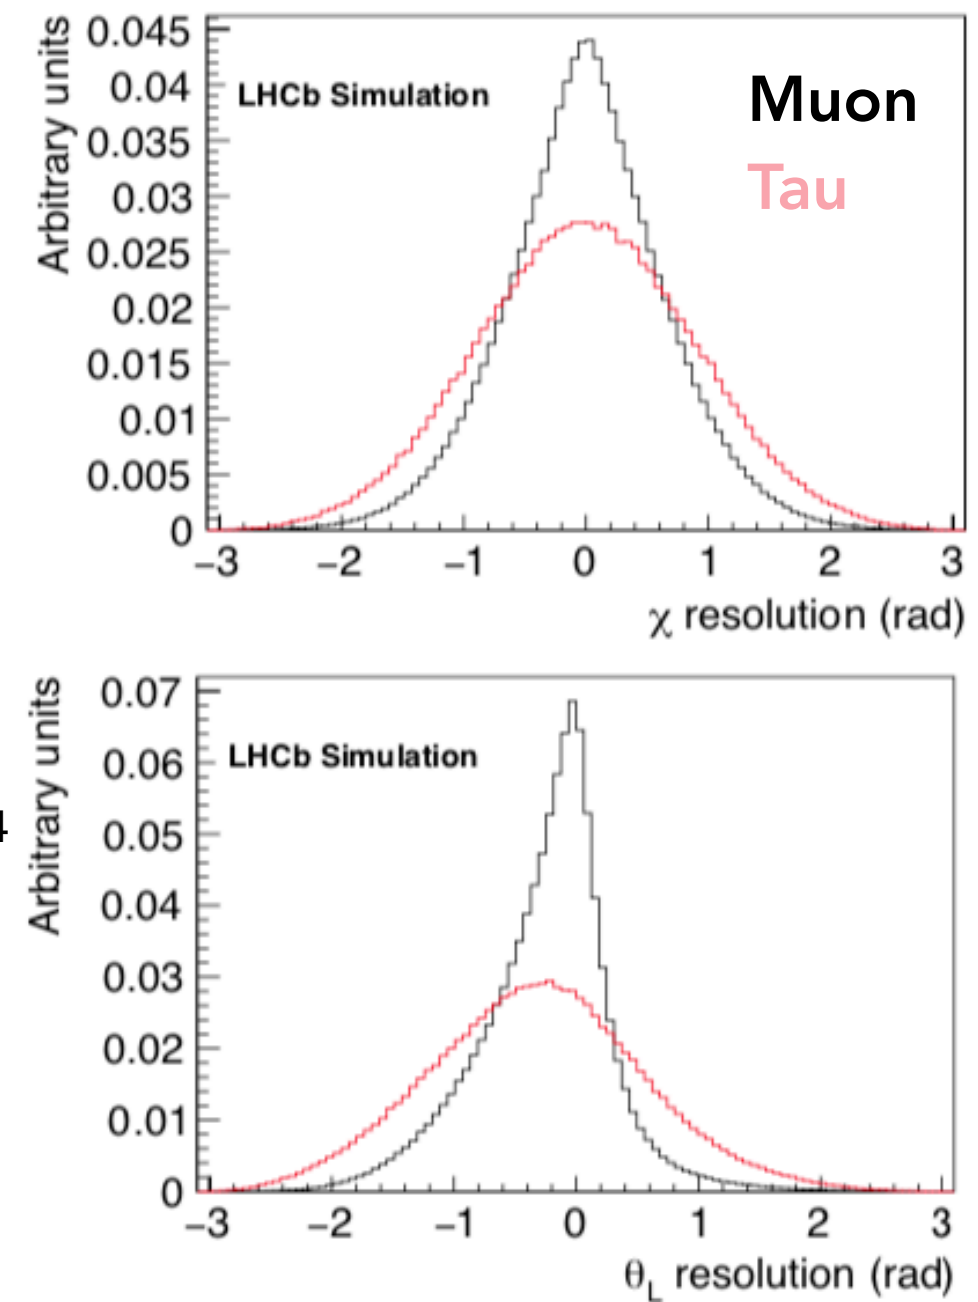 Arbitrary units
0.045
0.04
0.035
0.03
0.025
0.02
0.015
0.01
0.005
0
LHCb Simulation
Muon
Tau
−3 −2 −1 0 1 2 3
χ resolution (rad)
Arbitrary units
0.07
0.06
0.05
0.04
0.03
0.02
0.01
0
LHCb Simulation
4
−3 −2 −1 0 1 2 3
θL resolution (rad)